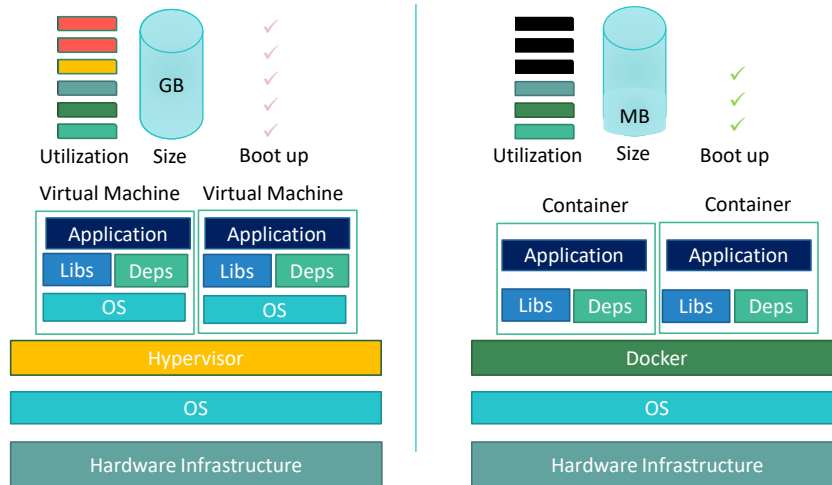 GB
Utilization Size Boot up
Virtual Machine Virtual Machine
Application Application
Libs Deps Libs Deps
OS OS
Hypervisor
OS
Hardware Infrastructure
MB
Utilization Size Boot up
Container Container
Application Application
Libs Deps Libs Deps
Docker
OS
Hardware Infrastructure